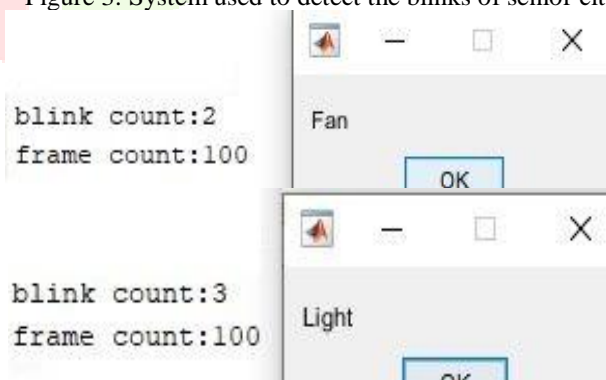 Figure 3. System used to detect the blinks of senior
blink count:2
frame count:100
Fan
OK
blink count:3
frame count:100
Light
OK